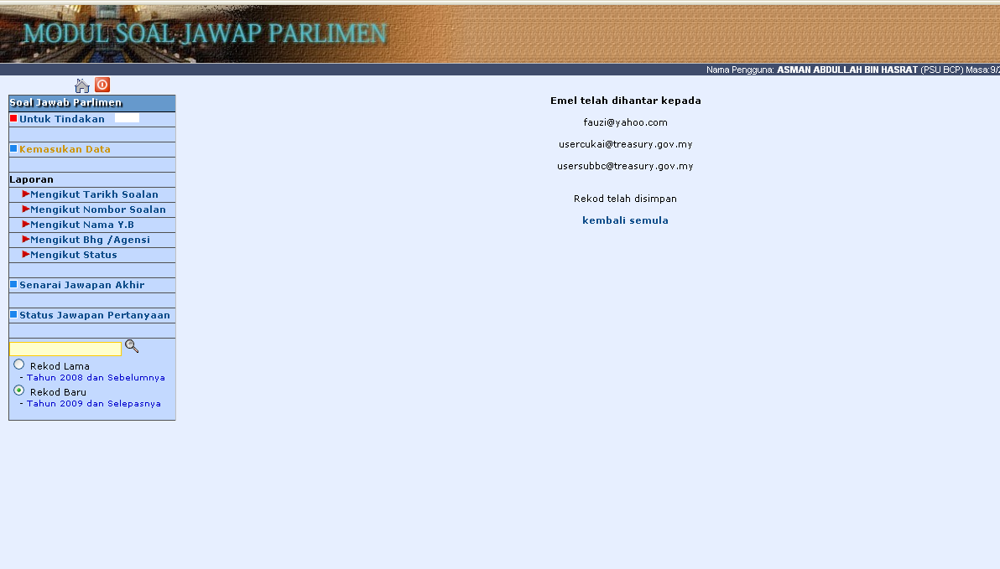 MODUL SOAL JAWAP PARLIMEN
Nama Pengguna: ASMAN ABDULLAH BIN HASRAT (PSU BCP) Masa:9/
Soal Jawab Parlimen
Untuk Tindakan
Kemasukan Data
Laporan
Mengikut Tarikh Soalan
Mengikut Nombor Soalan
Mengikut Nama Y.B
Mengikut Bhg /Agensi
Mengikut Status
Senarai Jawapan Akhir
Status Jawapan Pertanyaan
Rekod Lama
- Tahun 2008 dan Sebelumnya
Rekod Baru
- Tahun 2009 dan Selepasnya
Emel telah dihantar kepada
fauzi@yahoo.com
usercukai@treasury.gov.my
usersubbc@treasury.gov.my
Rekod telah disimpan
kembali semula